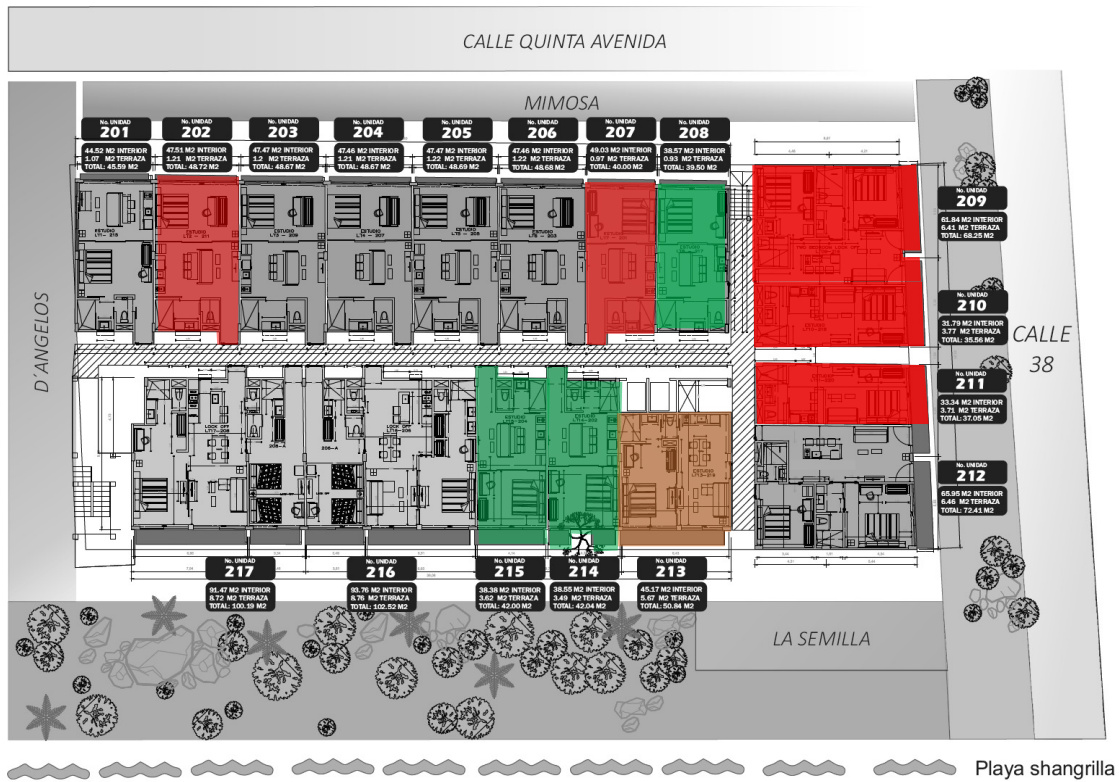 CALLE QUINTA AVENIDA
MIMOSA
No. UNIDAD
201
44.52 M2 INTERIOR
1.07 M2 TERRAZA
TOTAL: 45.59 M2
No. UNIDAD
202
47.51 M2 INTERIOR
1.21 M2 TERRAZA
TOTAL: 48.72 M2
No. UNIDAD
203
47.47 M2 INTERIOR
1.2 M2 TERRAZA
TOTAL: 48.67 M2
No. UNIDAD
204
47.46 M2 INTERIOR
1.21 M2 TERRAZA
TOTAL: 48.67 M2
No. UNIDAD
205
47.47 M2 INTERIOR
1.22 M2 TERRAZA
TOTAL: 48.69 M2
No. UNIDAD
206
47.46 M2 INTERIOR
1.22 M2 TERRAZA
TOTAL: 48.68 M2
No. UNIDAD
207
49.03 M2 INTERIOR
0.97 M2 TERRAZA
TOTAL: 40.00 M2
No. UNIDAD
208
38.57 M2 INTERIOR
0.93 M2 TERRAZA
TOTAL: 39.50 M2
No. UNIDAD
209
61.84 M2 INTERIOR
6.41 M2 TERRAZA
TOTAL: 68.25 M2
No. UNIDAD
210
31.79 M2 INTERIOR
3.77 M2 TERRAZA
TOTAL: 35.56 M2
No. UNIDAD
211
33.34 M2 INTERIOR
3.71 M2 TERRAZA
TOTAL: 37.05 M2
No. UNIDAD
212
65.95 M2 INTERIOR
6.46 M2 TERRAZA
TOTAL: 72.41 M2
CALLE
38
D'ANGELOS
ESTUDIO
ESTUDIO
ESTUDIO
ESTUDIO
ESTUDIO
ESTUDIO
LOCK OFF
LOCK OFF
ESTUDIO
ESTUDIO
ESTUDIO
No. UNIDAD
217
91.47 M2 INTERIOR
8.72 M2 TERRAZA
TOTAL: 100.19 M2
No. UNIDAD
216
93.76 M2 INTERIOR
8.76 M2 TERRAZA
TOTAL: 102.52 M2
No. UNIDAD
215
38.38 M2 INTERIOR
3.62 M2 TERRAZA
TOTAL: 42.00 M2
No. UNIDAD
214
38.55 M2 INTERIOR
3.49 M2 TERRAZA
TOTAL: 42.04 M2
No. UNIDAD
213
45.17 M2 INTERIOR
5.67 M2 TERRAZA
TOTAL: 50.84 M2
LA SEMILLA
Playa shangrilla